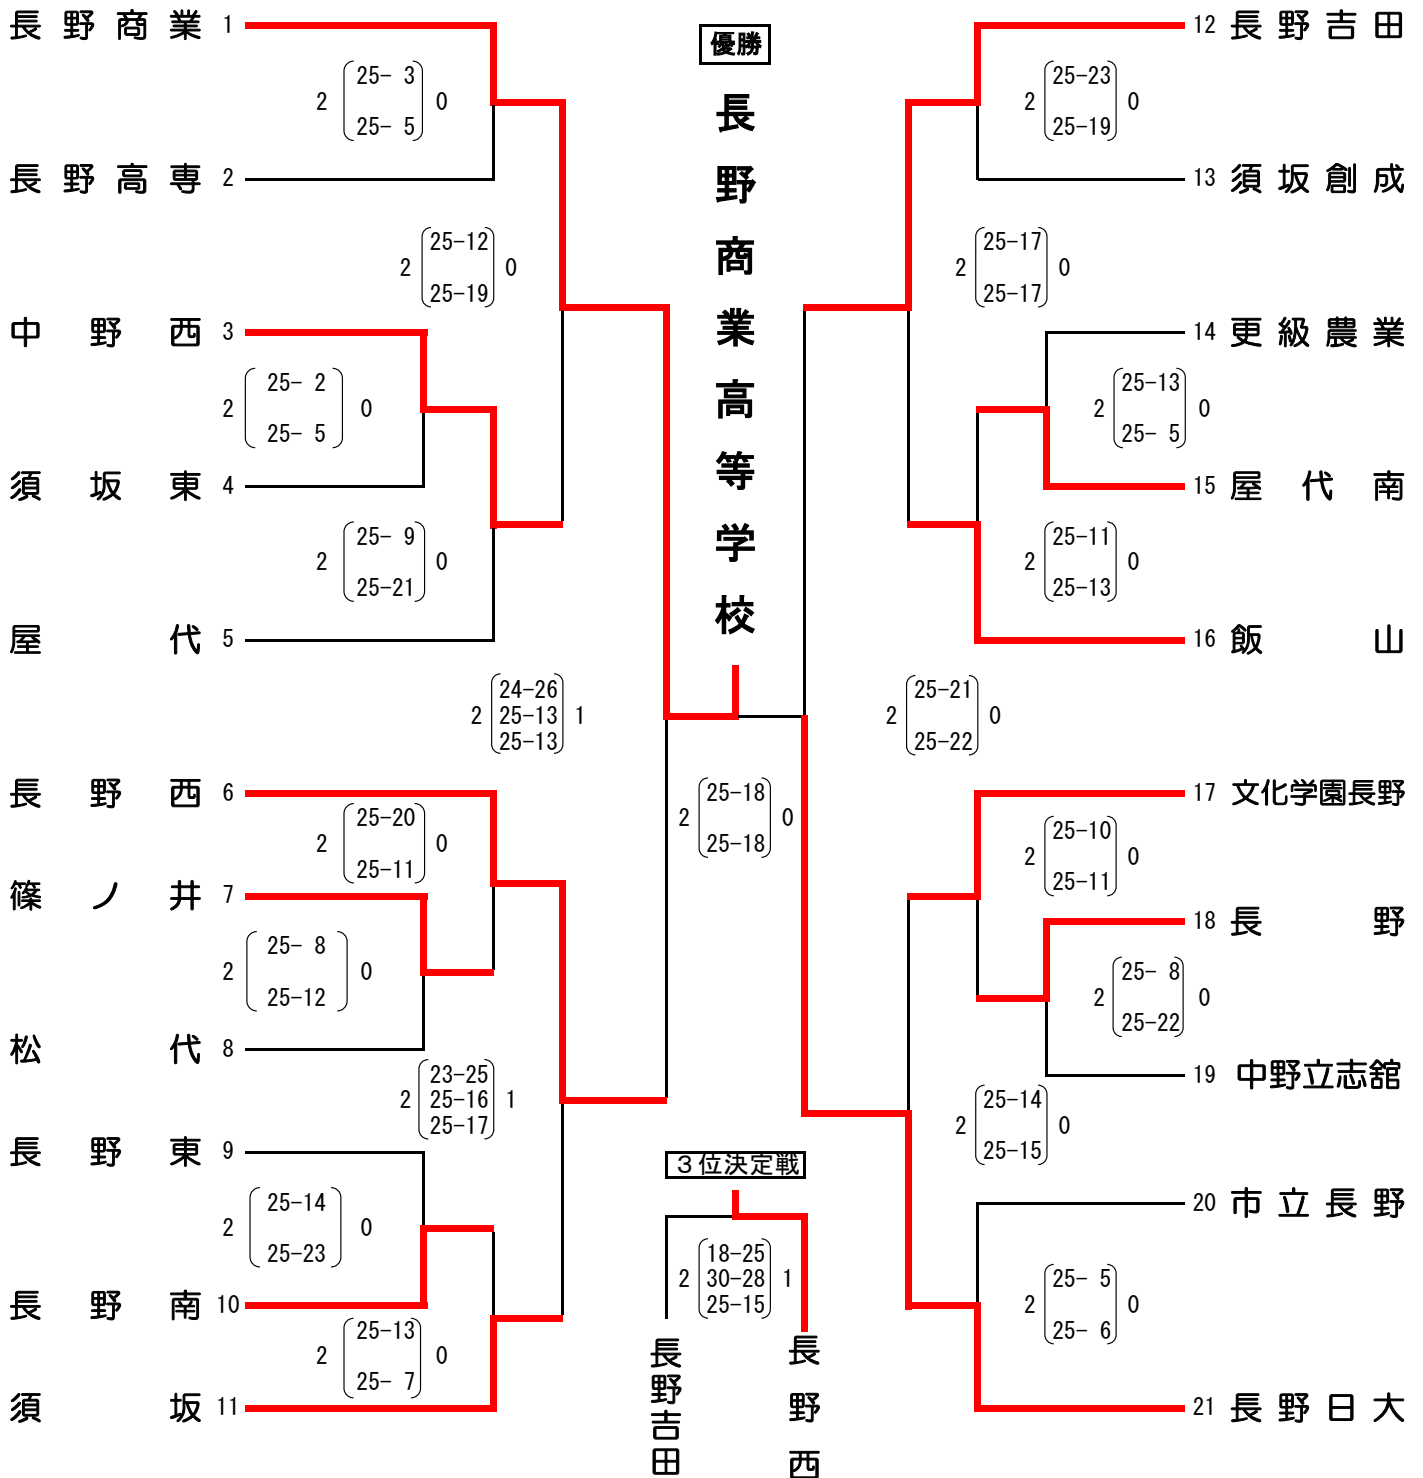 優勝
長野商業高等学校
長野商業 1
2 25- 3 0
25- 5
長野高専 2
2 25-12 0
25-19
中野西 3
2 25- 2 0
25- 5
須坂東 4
2 25- 9 0
25-21
屋代 5
2 24-26 1
25-13
25-13
長野西 6
2 25-20 0
25-11
篠ノ井 7
2 25- 8 0
25-12
松代 8
2 23-25 1
25-16
25-17
長野東 9
2 25-14 0
25-23
長野南 10
2 25-13 0
25- 7
須坂 11
2 25-18 0
25-18
3位決定戦
2 18-25 1
30-28
25-15
長野吉田
長野西
12 長野吉田
2 25-23 0
25-19
13 須坂創成
2 25-17 0
25-17
14 更級農業
2 25-13 0
25- 5
15 屋代南
2 25-11 0
25-13
16 飯山
2 25-21 0
25-22
17 文化学園長野
2 25-10 0
25-11
18 長野
2 25- 8 0
25-22
19 中野立志舘
2 25-14 0
25-15
20 市立長野
2 25- 5 0
25- 6
21 長野日大